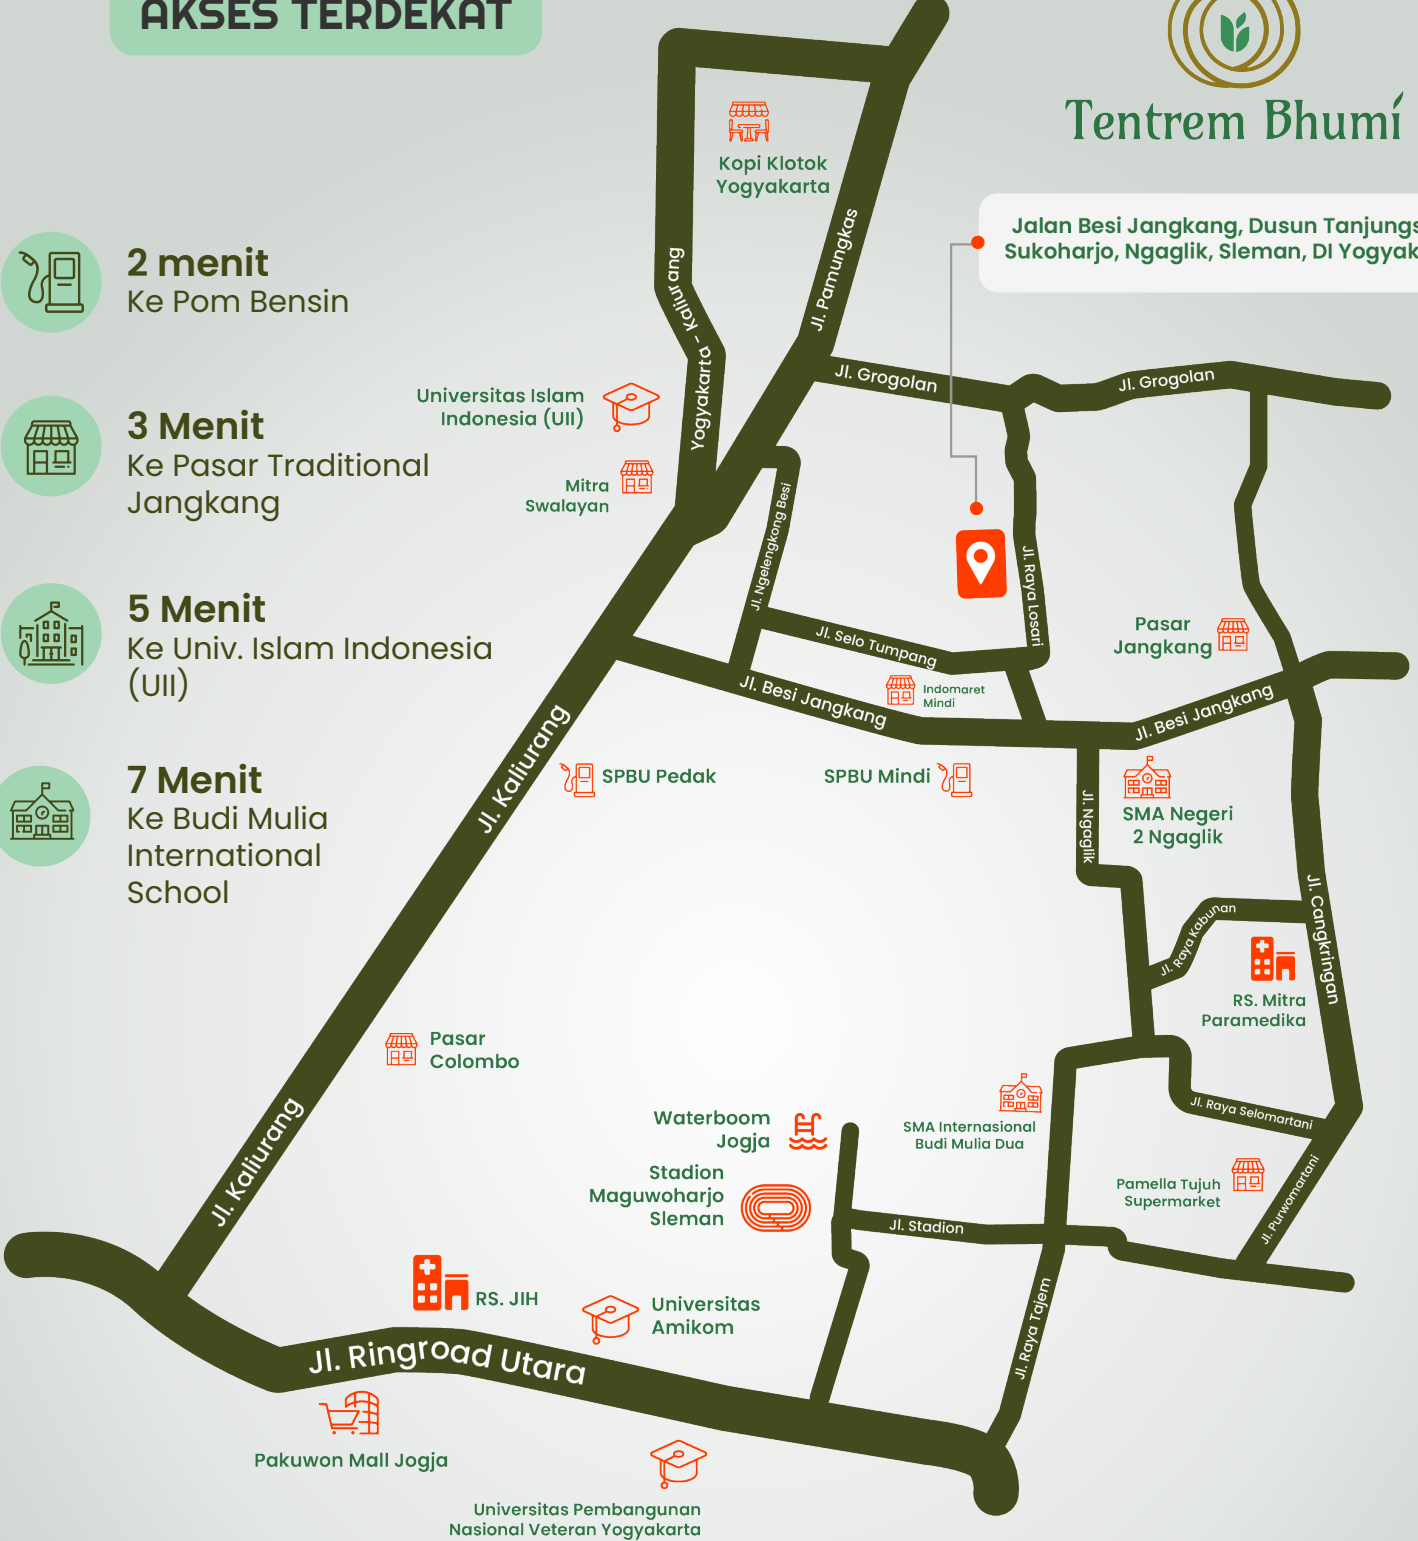 AKSES TERDEKAT
Tentrem Bhumi
Jalan Besi Jangkang, Dusun Tanjungs
Sukoharjo, Ngaglik, Sleman, DI Yogyak
2 menit
Ke Pom Bensin
3 Menit
Ke Pasar Traditional
Jangkang
5 Menit
Ke Univ. Islam Indonesia
(UII)
7 Menit
Ke Budi Mulia
International
School
Kopi Klotok
Yogyakarta
Yogyakarta - Kaliurang
Jl. Pamungkas
Jl. Grogolan
Jl. Grogolan
Universitas Islam
Indonesia (UII)
Mitra
Swalayan
Jl. Ngelengkong Besi
Jl. Raya Losari
Jl. Selo Tumpang
Pasar
Jangkang
Indomaret
Mindi
Jl. Besi Jangkang
Jl. Besi Jangkang
Jl. Kaliurang
SPBU Pedak
SPBU Mindi
Jl. Ngaglik
SMA Negeri
2 Ngaglik
Jl. Cangkringan
Jl. Raya Kabunan
RS. Mitra
Paramedika
Pasar
Colombo
Jl. Kaliurang
Waterboom
Jogja
SMA Internasional
Budi Mulia Dua
Jl. Raya Selomartani
Stadion
Maguwoharjo
Sleman
Pamella Tujuh
Supermarket
Jl. Purwomartani
Jl. Stadion
RS. JIH
Universitas
Amikom
Jl. Raya Tajem
Jl. Ringroad Utara
Pakuwon Mall Jogja
Universitas Pembangunan
Nasional Veteran Yogyakarta